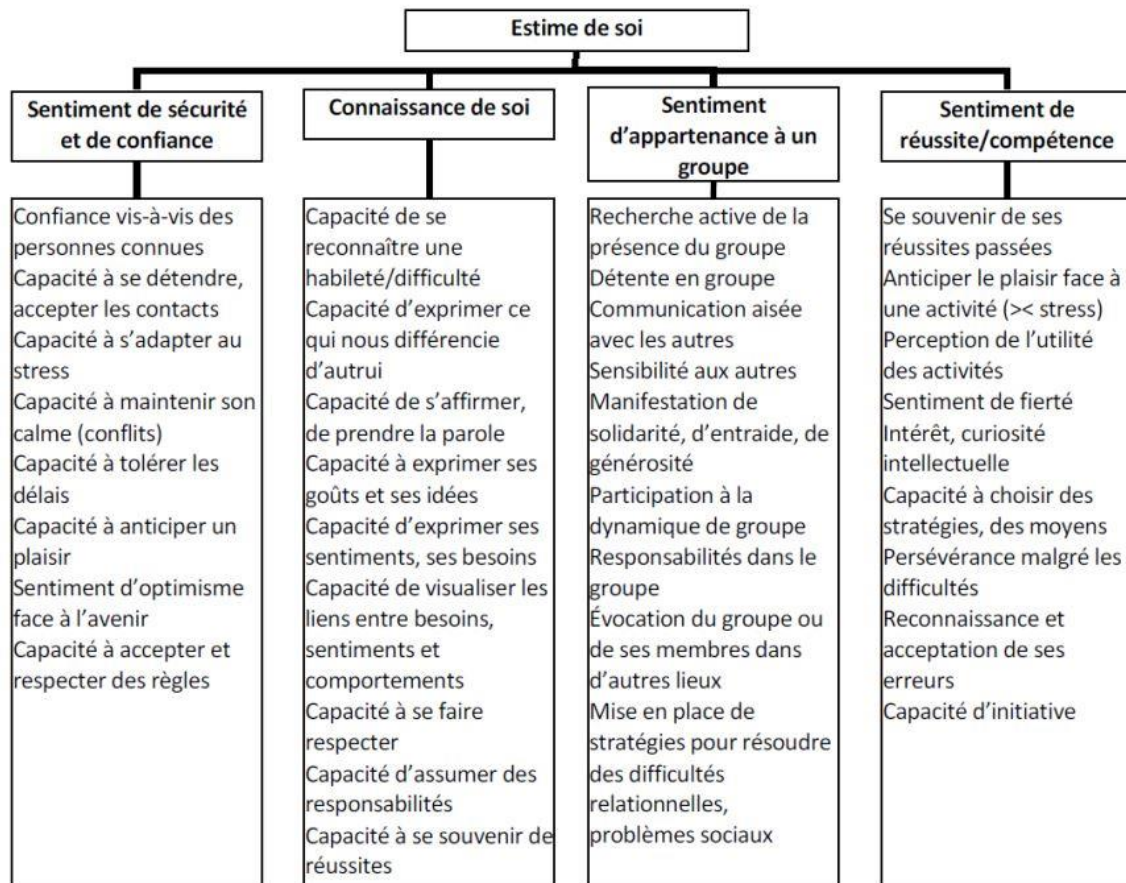 Estime de soi
Sentiment de sécurité
et de confiance
Connaissance de soi
Sentiment
d’appartenance à un
groupe
Sentiment de
réussite/compétence
Confiance vis-à-vis des
personnes connues
Capacité à se détendre,
accepter les contacts
Capacité à s’adapter au
stress
Capacité à maintenir son
calme (conflits)
Capacité à tolérer les
délais
Capacité à anticiper un
plaisir
Sentiment d’optimisme
face à l’avenir
Capacité à accepter et
respecter des règles
Capacité de se
reconnaître une
habileté/difficulté
Capacité d’exprimer ce
qui nous différencie
d’autrui
Capacité de s’affirmer,
de prendre la parole
Capacité à exprimer ses
goûts et ses idées
Capacité d’exprimer ses
sentiments, ses besoins
Capacité de visualiser les
liens entre besoins,
sentiments et
comportements
Capacité à se faire
respecter
Capacité d’assumer des
responsabilités
Capacité à se souvenir de
réussites
Recherche active de la
présence du groupe
Détente en groupe
Communication aisée
avec les autres
Sensibilité aux autres
Manifestation de
solidarité, d’entraide, de
générosité
Participation à la
dynamique de groupe
Responsabilités dans le
groupe
Évocation du groupe ou
de ses membres dans
d’autres lieux
Mise en place de
stratégies pour résoudre
des difficultés
relationnelles,
problèmes sociaux
Se souvenir de ses
réussites passées
Anticiper le plaisir face à
une activité (>< stress)
Perception de l’utilité
des activités
Sentiment de fierté
Intérêt, curiosité
intellectuelle
Capacité à choisir des
stratégies, des moyens
Persévérance malgré les
difficultés
Reconnaissance et
acceptation de ses
erreurs
Capacité d’initiative